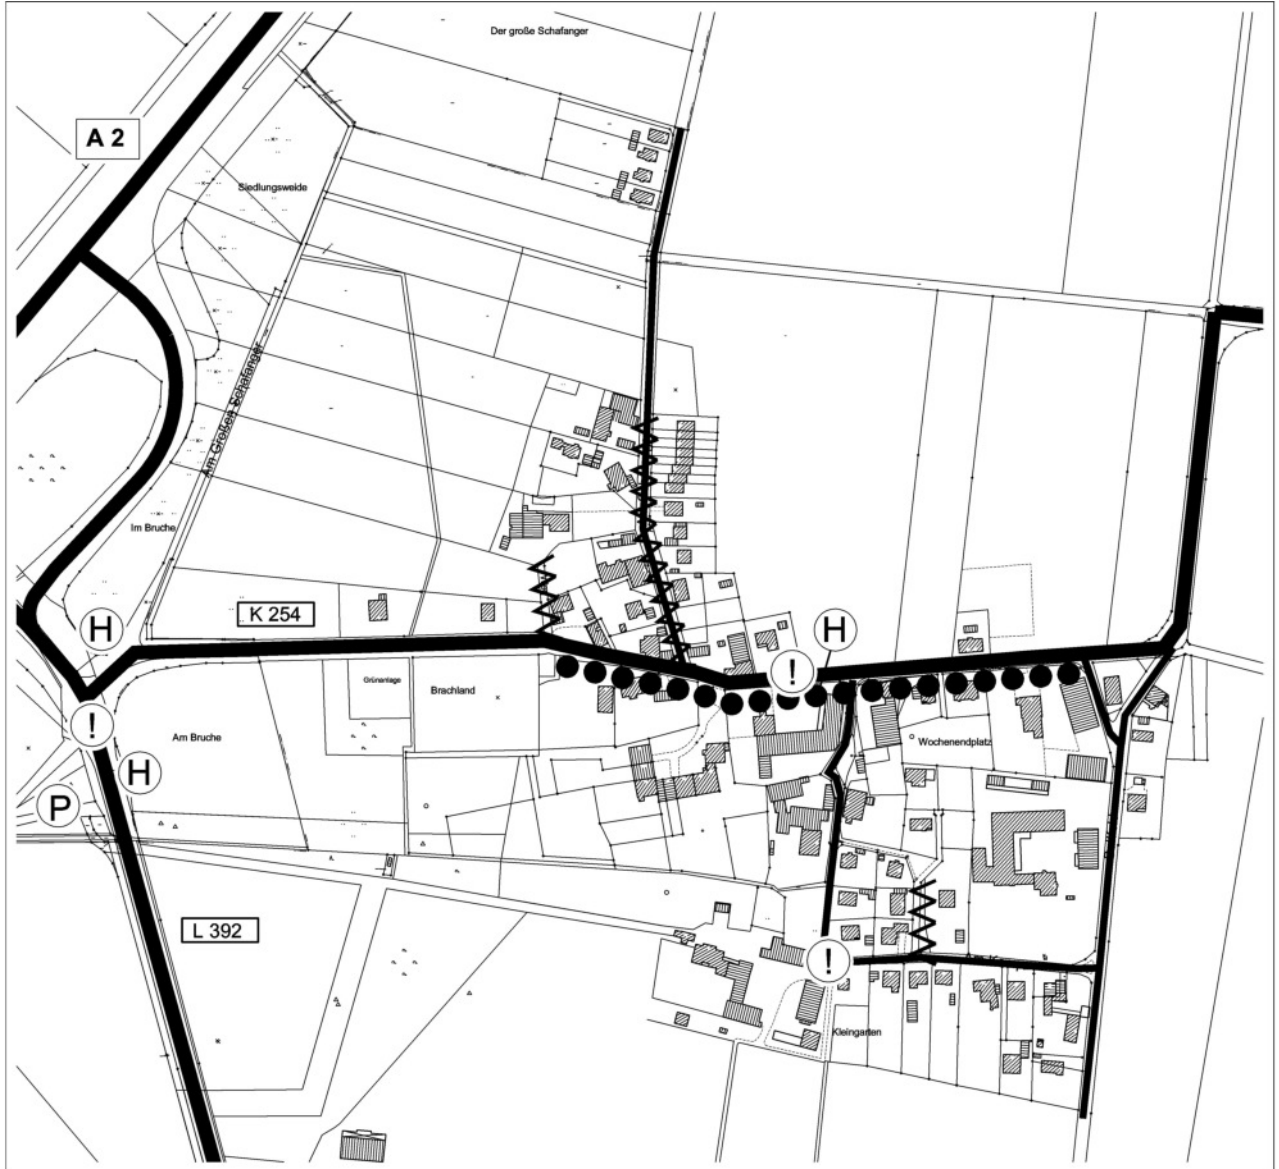 Der große Schafanger
A 2
Siedlungsweide
Am Großen Schafanger
Im Bruche
K 254
H
H
!
Grünanlage
Brachland
!
Am Bruche
H
Wochenendplatz
P
L 392
!
Kleingarten